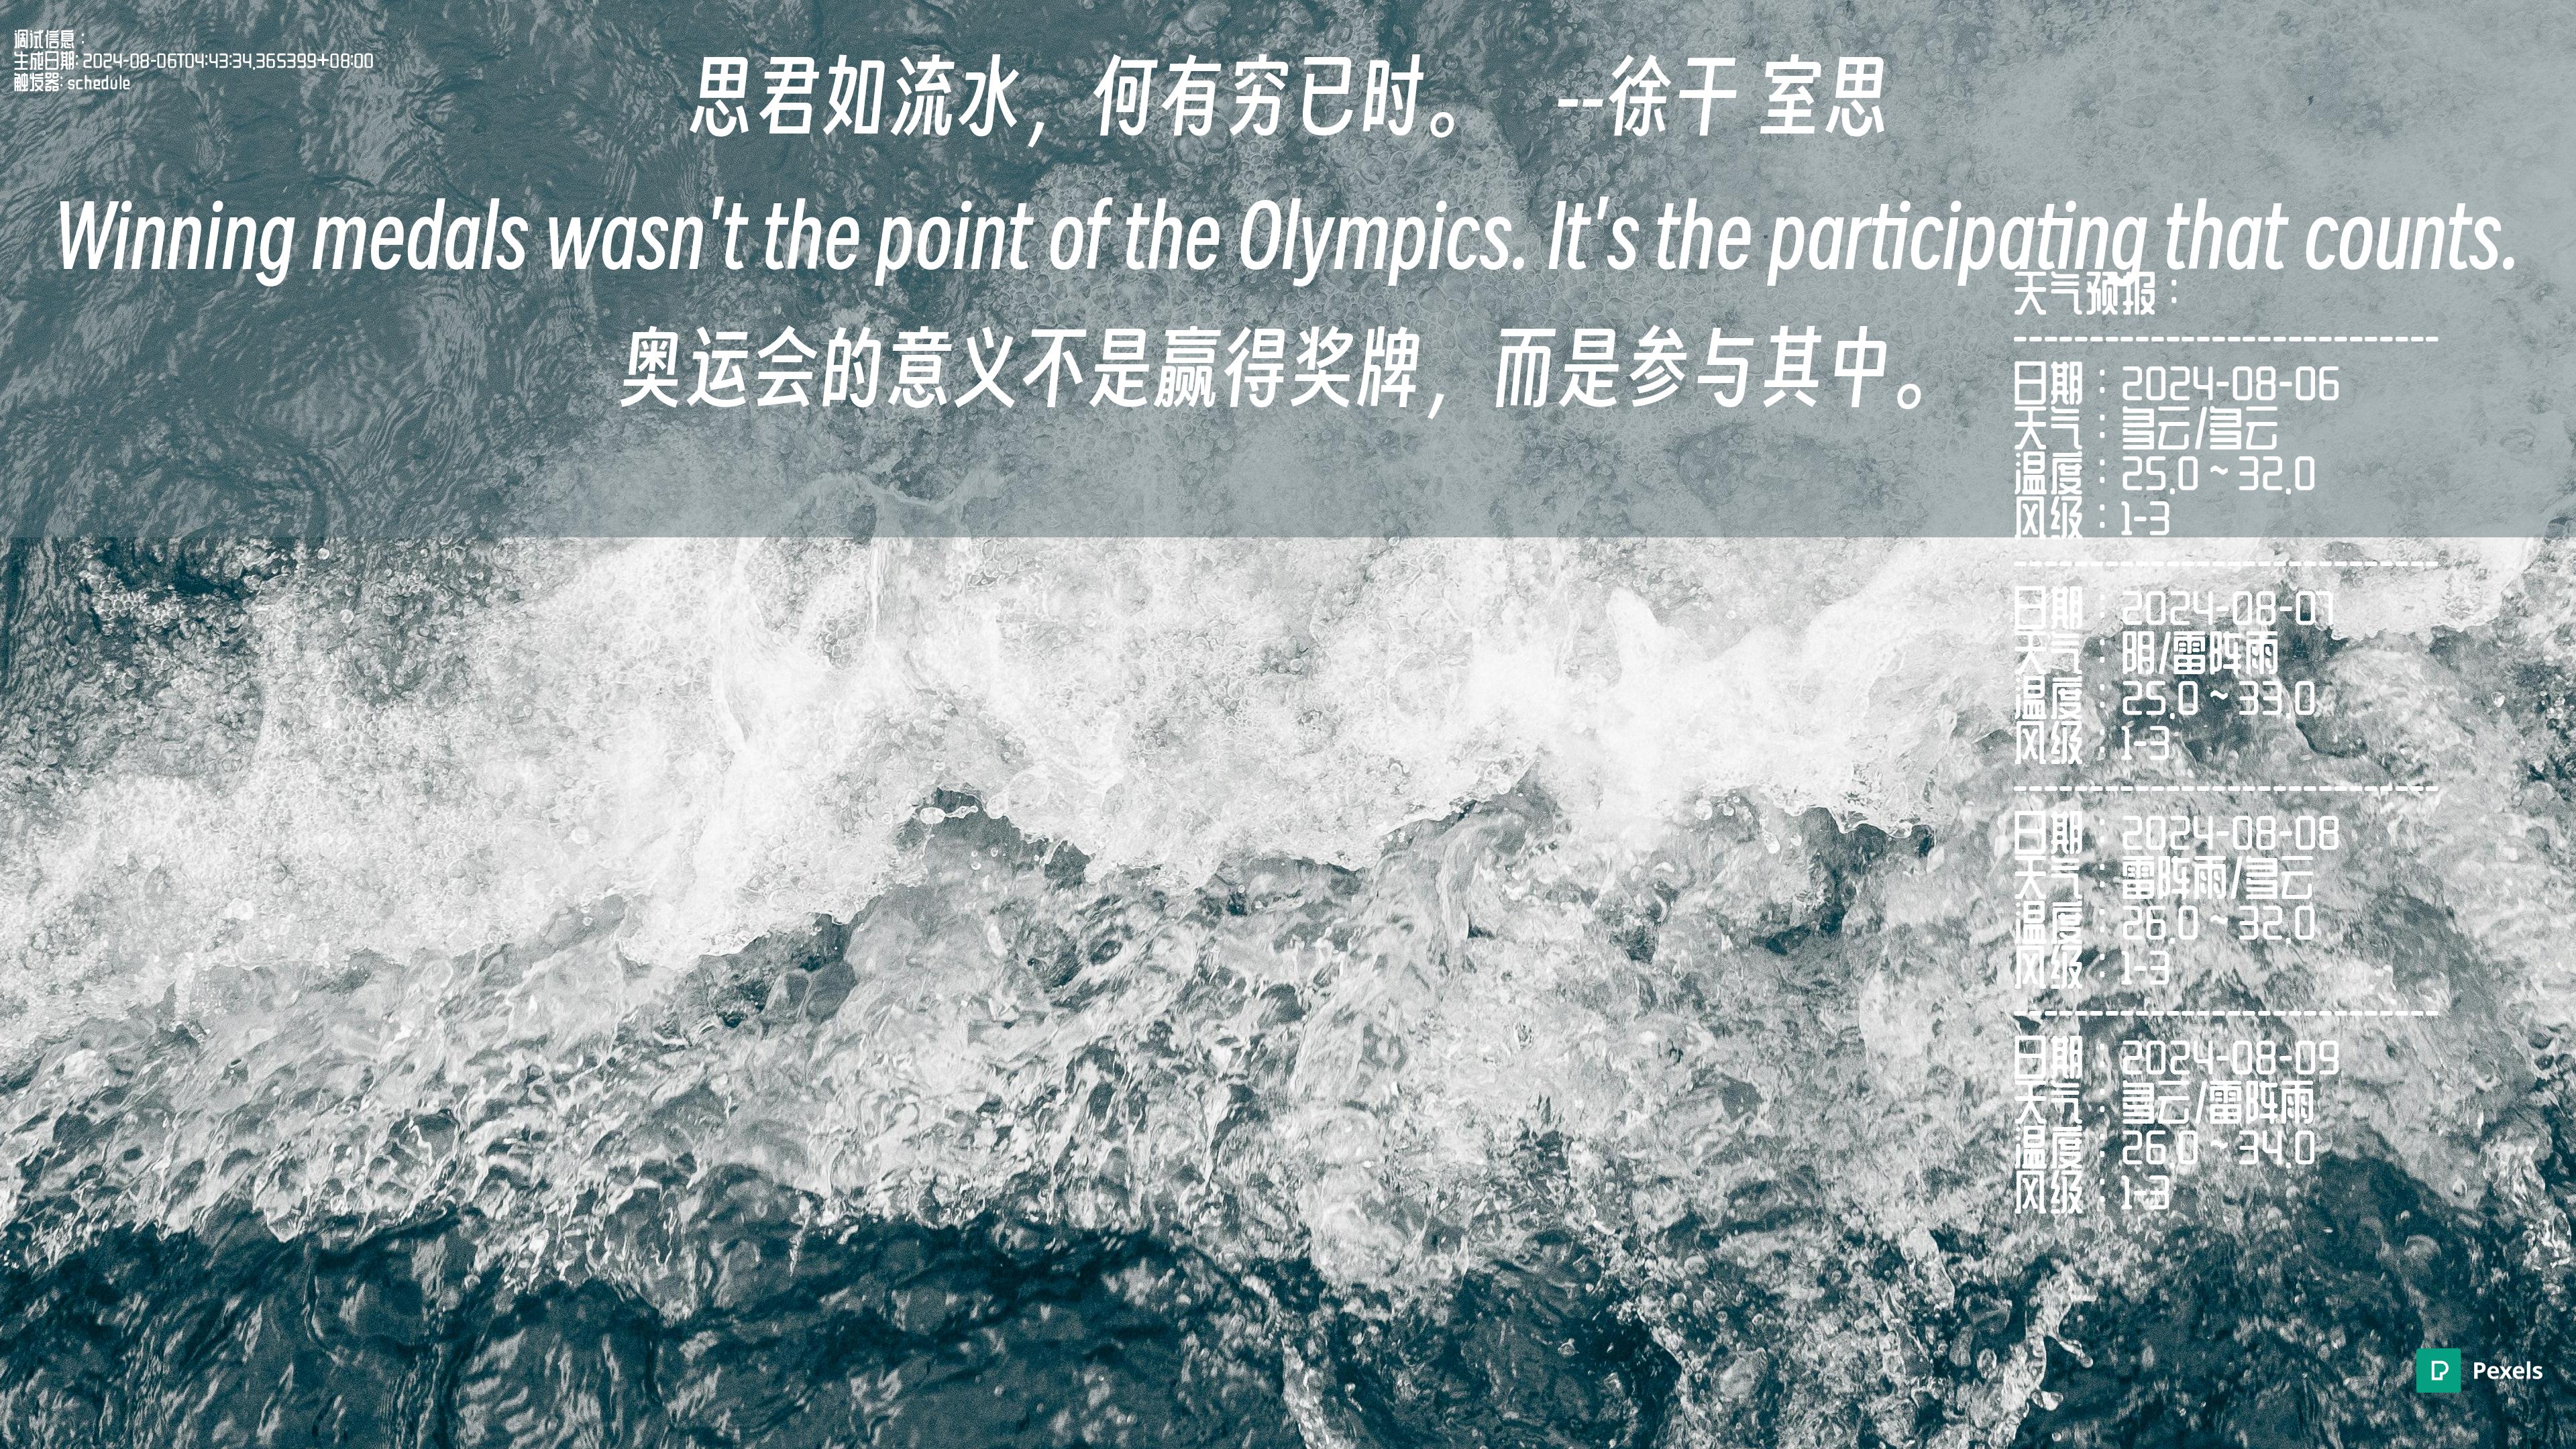 调试信息：
生成日期: 2024-08-06T04:43:34.365399+08:00
触发器: schedule
思君如流水，何有穷已时。 --徐干 室思
Winning medals wasn't the point of the Olympics. It's the participating that counts.
奥运会的意义不是赢得奖牌，而是参与其中。
天气预报：
----------------------------
日期：2024-08-06
天气：多云/多云
温度：25.0 ~ 32.0
风级：1-3
----------------------------
日期：2024-08-07
天气：阴/雷阵雨
温度：25.0 ~ 33.0
风级：1-3
----------------------------
日期：2024-08-08
天气：雷阵雨/多云
温度：26.0 ~ 32.0
风级：1-3
----------------------------
日期：2024-08-09
天气：多云/雷阵雨
温度：26.0 ~ 34.0
风级：1-3
Pexels